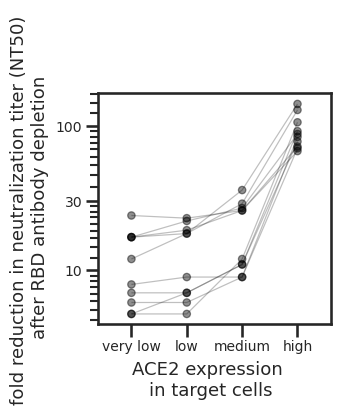 fold reduction in neutralization titer (NT50)
after RBD antibody depletion
100
30
10
very low low medium high
ACE2 expression
in target cells